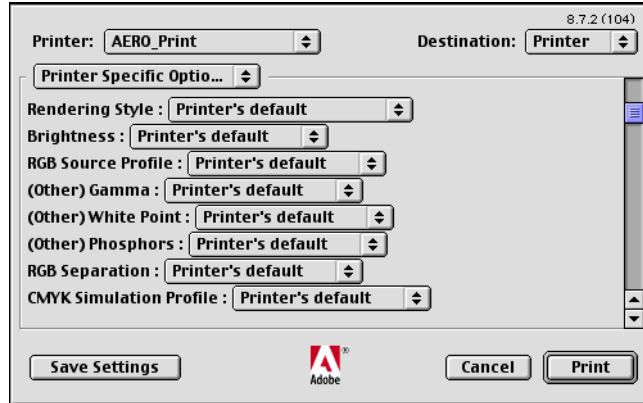 8.7.2 (104)
Printer: AERO_Print Destination: Printer
Printer Specific Optio...
Rendering Style : Printer's default
Brightness : Printer's default
RGB Source Profile : Printer's default
(Other) Gamma : Printer's default
(Other) White Point : Printer's default
(Other) Phosphors : Printer's default
RGB Separation : Printer's default
CMYK Simulation Profile : Printer's default
Save Settings Adobe® Cancel Print